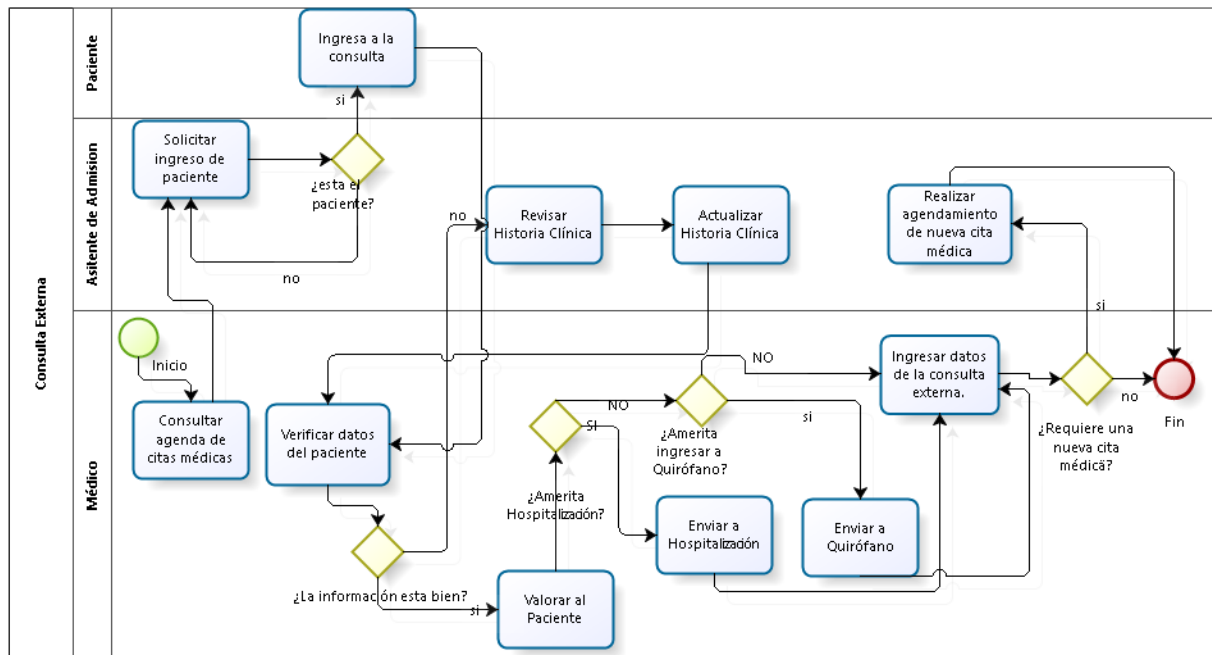 Consulta Externa
Paciente
Ingresa a la
consulta
si
Asitente de Admision
Solicitar
ingreso de
paciente
¿esta el
paciente?
no
no
Revisar
Historia Clínica
Actualizar
Historia Clínica
Realizar
agendamiento
de nueva cita
médica
si
Médico
Inicio
Consultar
agenda de
citas médicas
Verificar datos
del paciente
¿La información esta bien?
si
Valorar al
Paciente
¿Amerita
Hospitalización?
NO
SI
¿Amerita
ingresar a
Quirófano?
NO
si
Enviar a
Hospitalización
Enviar a
Quirófano
Ingresar datos
de la consulta
externa.
¿Requiere una
nueva cita
médicä?
no
Fin